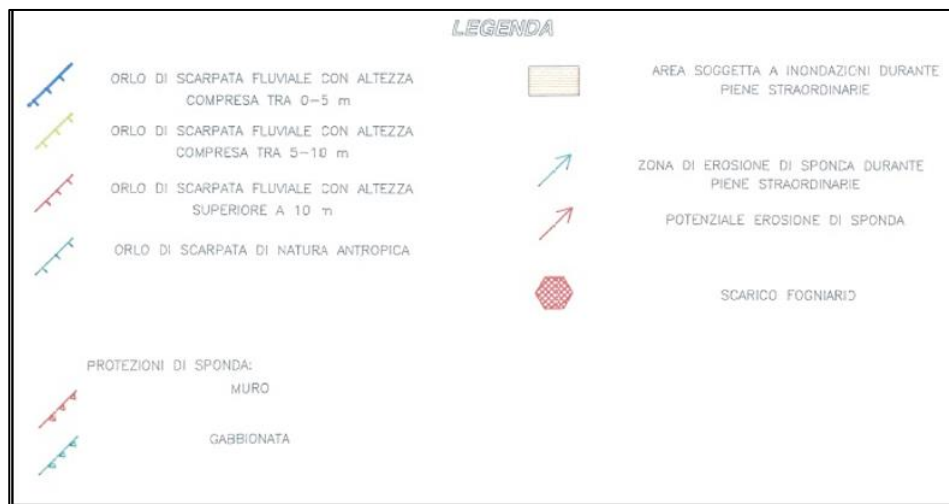 LEGENDA
ORLO DI SCARPATA FLUVIALE CON ALTEZZA
COMPRESA TRA 0-5 m
ORLO DI SCARPATA FLUVIALE CON ALTEZZA
COMPRESA TRA 5-10 m
ORLO DI SCARPATA FLUVIALE CON ALTEZZA
SUPERIORE A 10 m
ORLO DI SCARPATA DI NATURA ANTROPICA
PROTEZIONI DI SPONDA:
MURO
GABBIONATA
AREA SOGGETTA A INONDAZIONI DURANTE
PIENE STRAORDINARIE
ZONA DI EROSIONE DI SPONDA DURANTE
PIENE STRAORDINARIE
POTENZIALE EROSIONE DI SPONDA
SCARICO FOGNIARIO